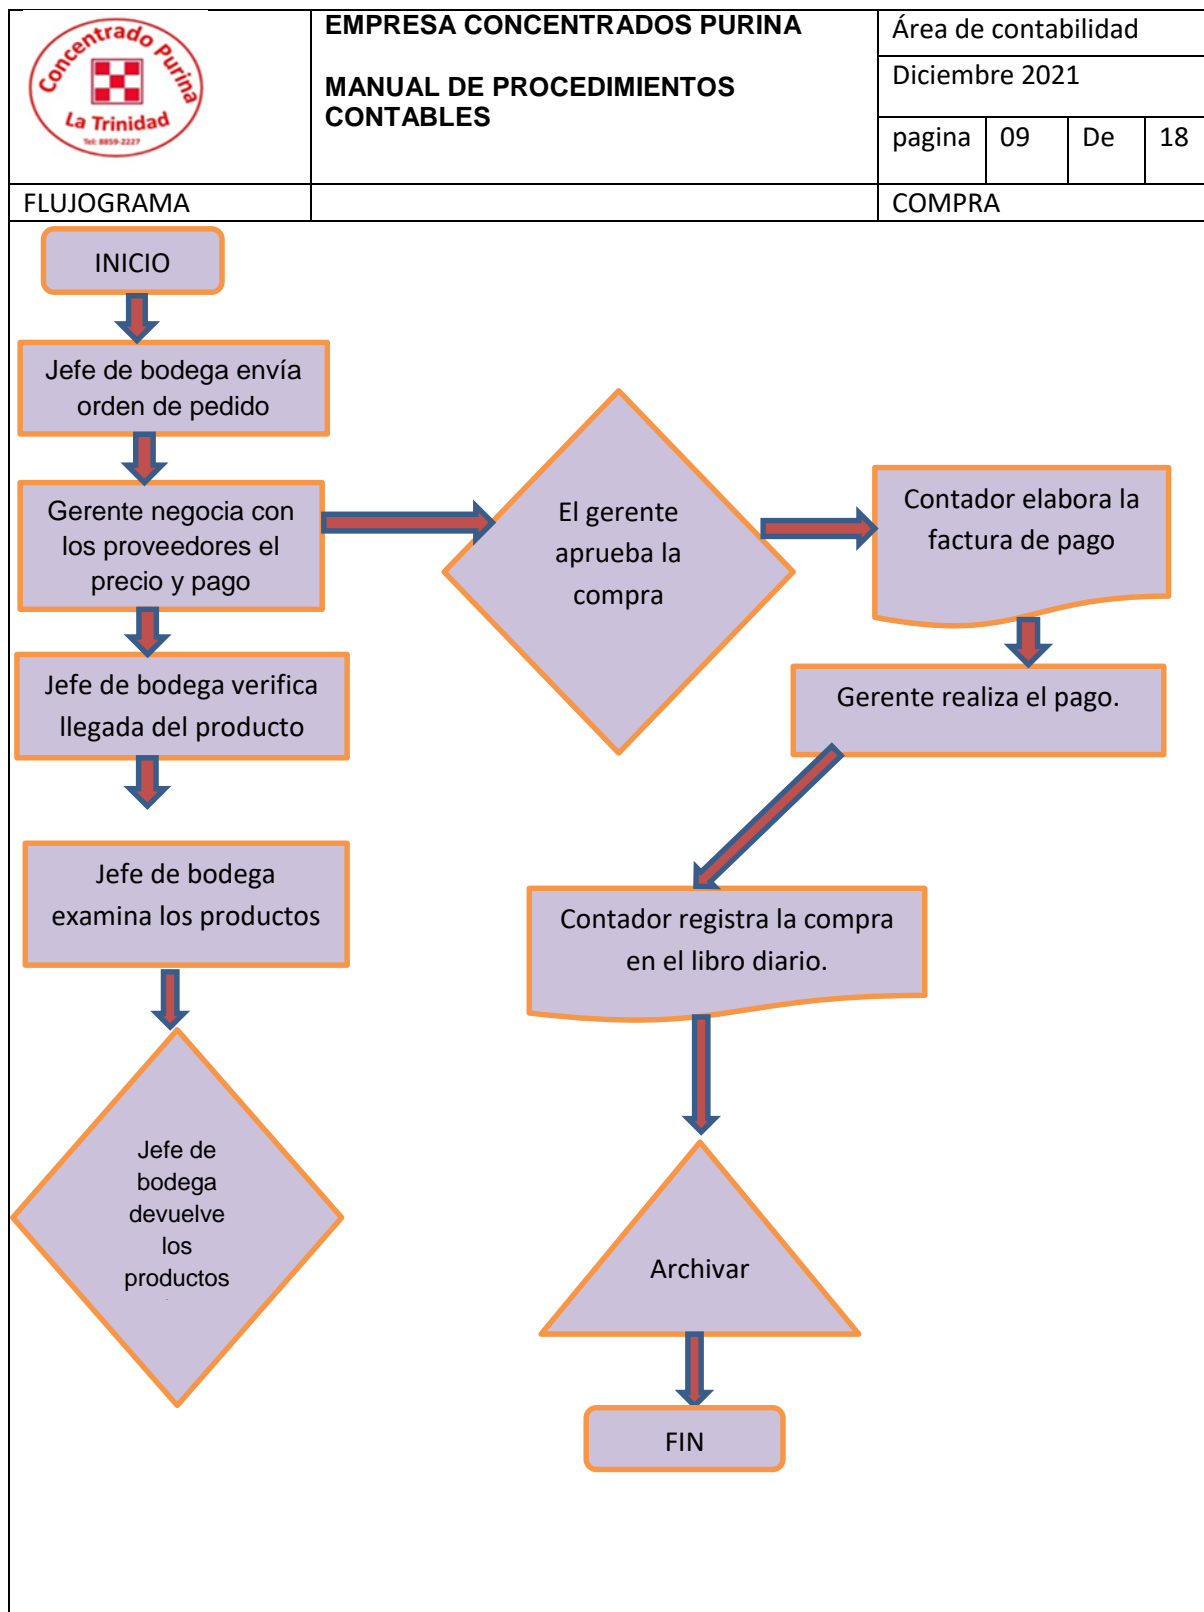 Concentrado Purina
La Trinidad
Tel: 8859-2227
EMPRESA CONCENTRADOS PURINA
MANUAL DE PROCEDIMIENTOS
CONTABLES
Área de contabilidad
Diciembre 2021
pagina 09 De 18
FLUJOGRAMA
COMPRA
INICIO
Jefe de bodega envía
orden de pedido
Gerente negocia con
los proveedores el
precio y pago
Jefe de bodega verifica
llegada del producto
Jefe de bodega
examina los productos
Jefe de
bodega
devuelve
los
productos
El gerente
aprueba la
compra
Contador elabora la
factura de pago
Gerente realiza el pago.
Contador registra la compra
en el libro diario.
Archivar
FIN